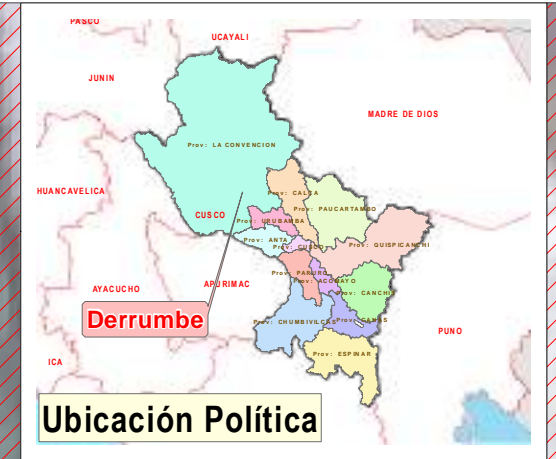 PASCO
UCAYALI
JUNIN
MADRE DE DIOS
Prov: LA CONVENCION
HUANCAVELICA
Prov: CALCA
Prov: PAUCARTAMBO
CUSCO
Prov: URUBAMBA
Prov: ANTA
Prov: CUSCO
Prov: QUISPICANCHI
Prov: PARURO
Prov: ACOMAYO
AYACUCHO
APURIMAC
Prov: CANCHIS
Derrumbe
Prov: CHUMBIVILCAS
Prov: CANAS
PUNO
Prov: ESPINAR
ICA
Ubicación Política